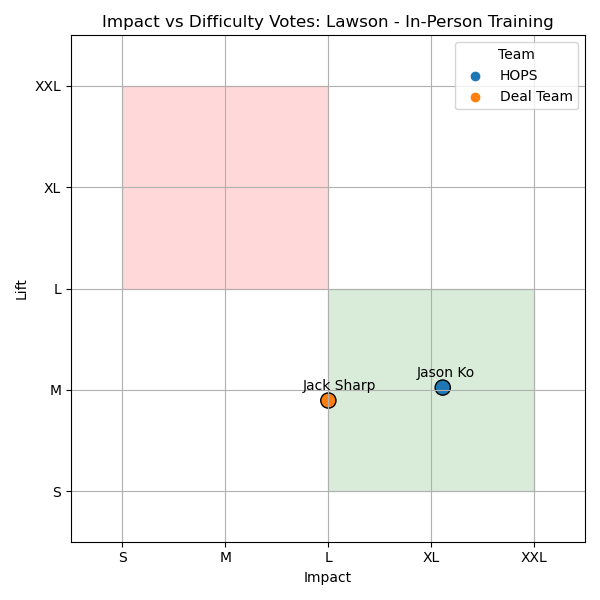 Impact vs Difficulty Votes: Lawson - In-Person Training
Team
HOPS
Deal Team
XXL
XL
L
M
S
Lift
Jason Ko
Jack Sharp
S
M
L
XL
XXL
Impact